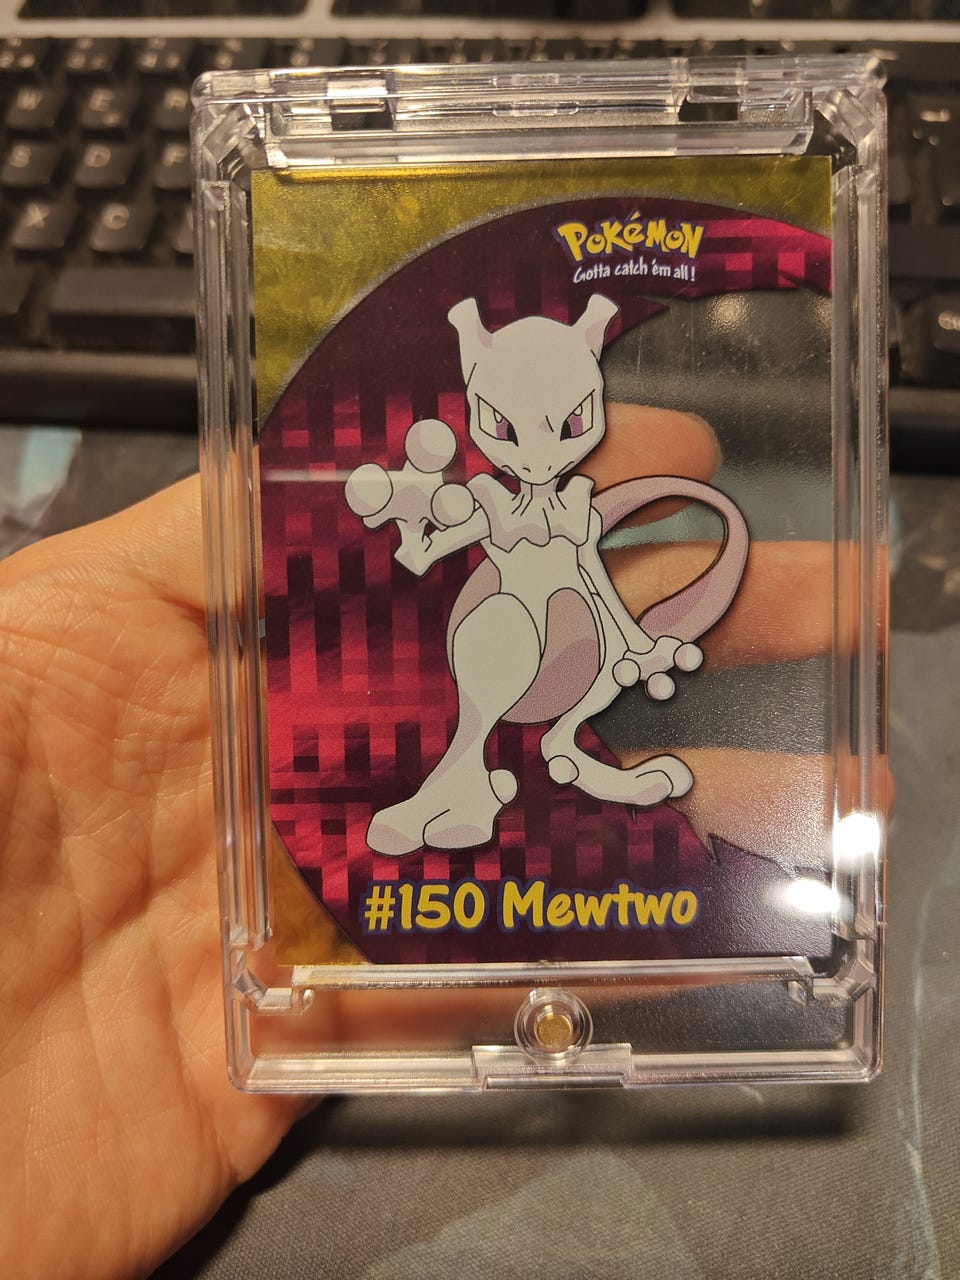 POKéMON
Gotta catch 'em all!
#150 Mewtwo
W
S D F
X C